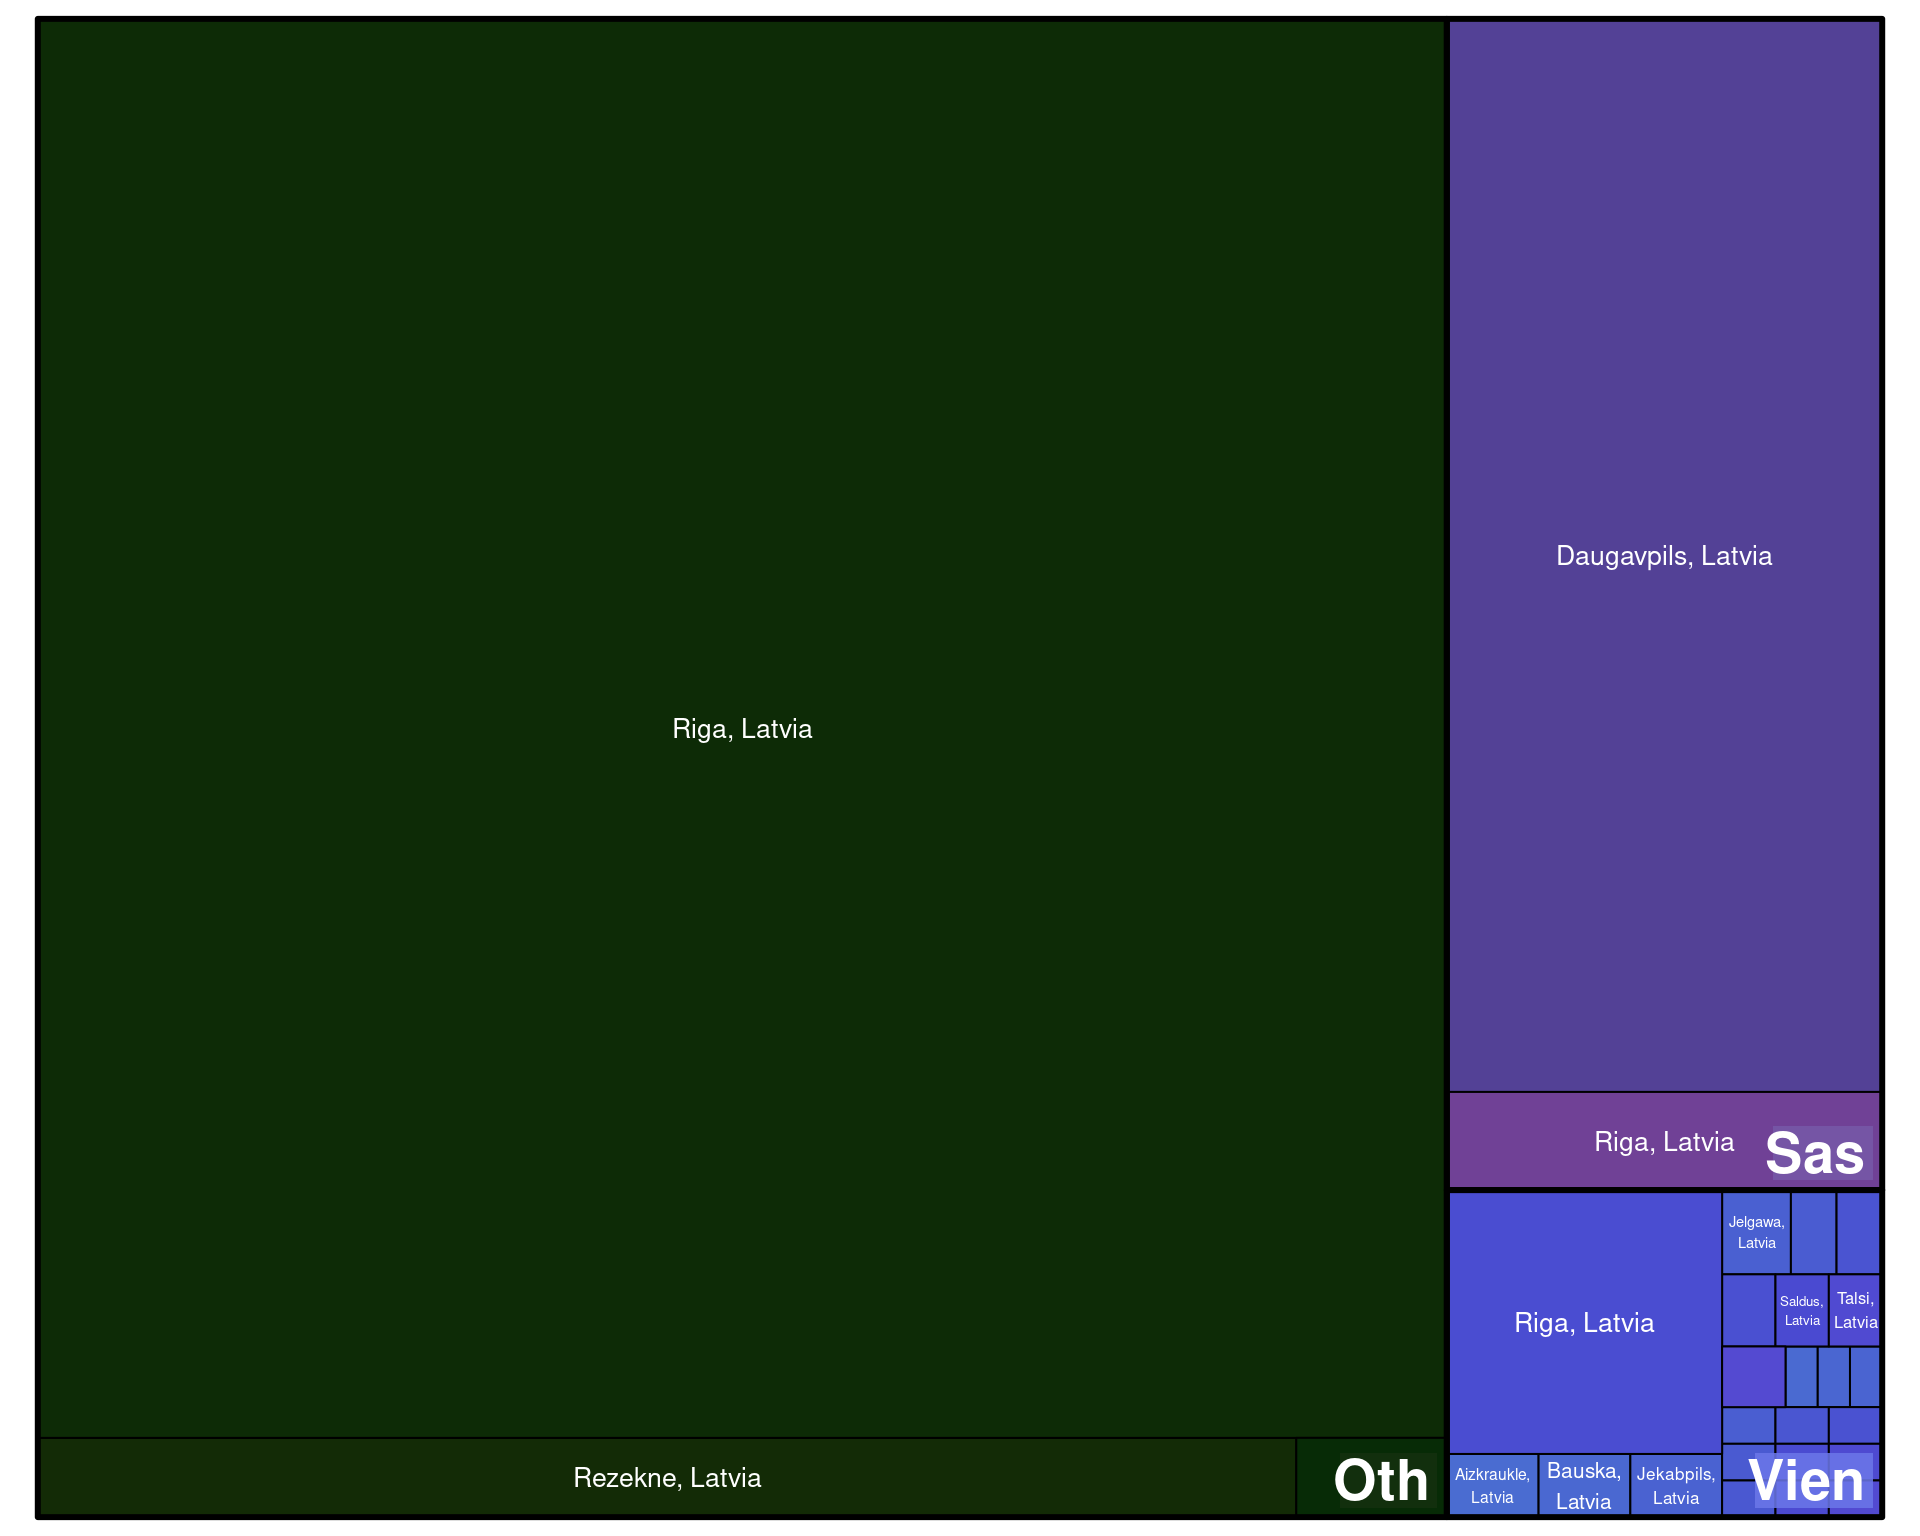 Riga, Latvia
Rezekne, Latvia
Oth
Daugavpils, Latvia
Riga, Latvia
Sas
Riga, Latvia
Aizkraukle,
Latvia
Bauska,
Latvia
Jekabpils,
Latvia
Jelgawa,
Latvia
Saldus,
Latvia
Talsi,
Latvia
Vien